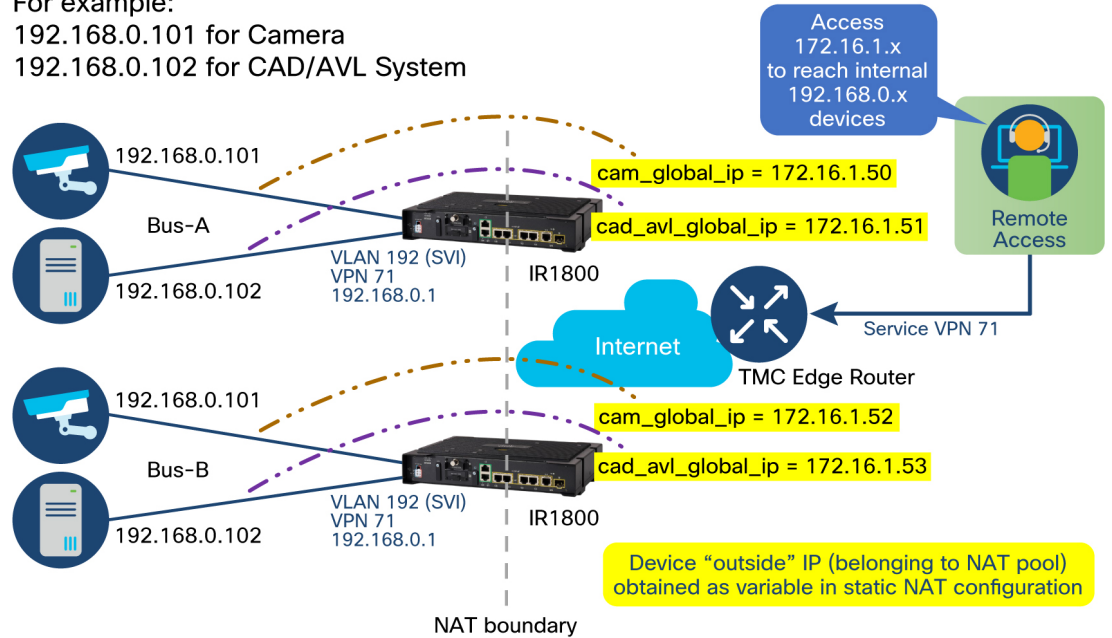 For example:
192.168.0.101 for Camera
192.168.0.102 for CAD/AVL System
Access
172.16.1.x
to reach internal
192.168.0.x
devices
Remote
Access
192.168.0.101
Bus-A
192.168.0.102
VLAN 192 (SVI)
VPN 71
192.168.0.1
IR1800
cam_global_ip = 172.16.1.50
cad_avl_global_ip = 172.16.1.51
Internet
Service VPN 71
TMC Edge Router
192.168.0.101
Bus-B
192.168.0.102
VLAN 192 (SVI)
VPN 71
192.168.0.1
IR1800
cam_global_ip = 172.16.1.52
cad_avl_global_ip = 172.16.1.53
Device “outside” IP (belonging to NAT pool)
obtained as variable in static NAT configuration
NAT boundary